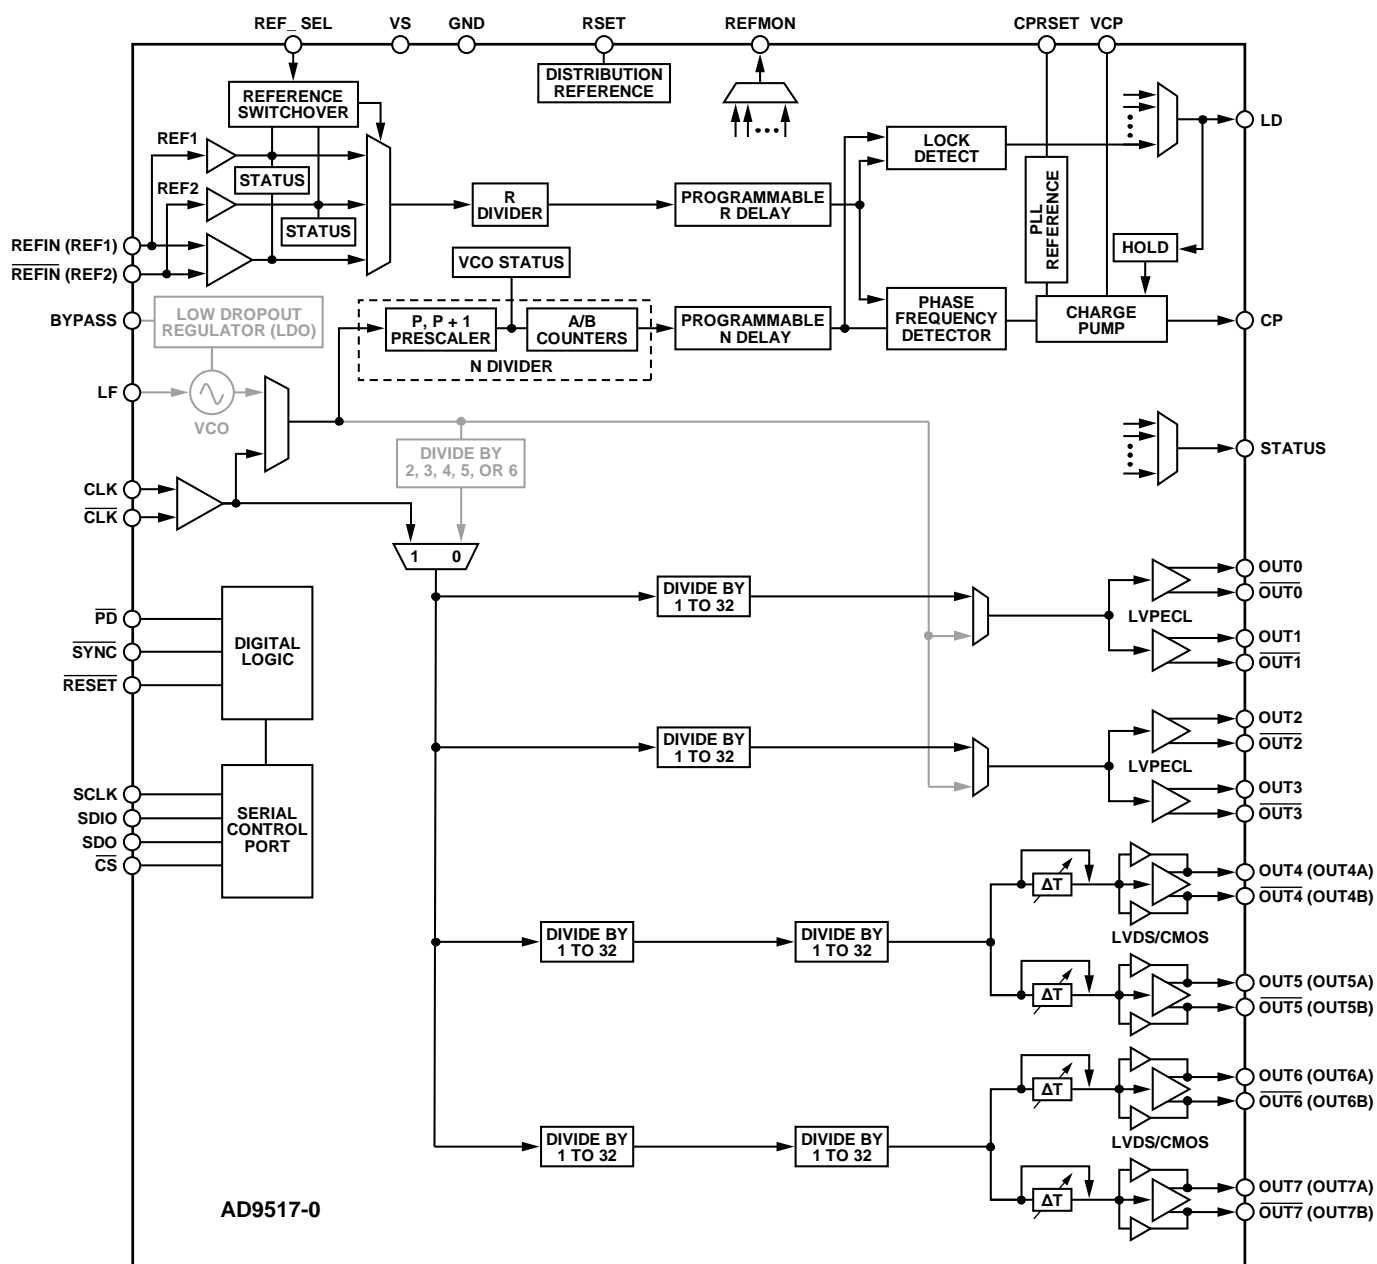 REF_ SEL
VS
GND
RSET
REFMON
CPRSET
VCP
DISTRIBUTION
REFERENCE
REFERENCE
SWITCHOVER
REF1
STATUS
REF2
STATUS
R
DIVIDER
PROGRAMMABLE
R DELAY
LOCK
DETECT
PLL
REFERENCE
LD
HOLD
REFIN (REF1)
REFIN (REF2)
BYPASS
LOW DROPOUT
REGULATOR (LDO)
VCO STATUS
P, P + 1
PRESCALER
A/B
COUNTERS
N DIVIDER
PROGRAMMABLE
N DELAY
PHASE
FREQUENCY
DETECTOR
CHARGE
PUMP
CP
LF
VCO
DIVIDE BY
2, 3, 4, 5, OR 6
STATUS
CLK
CLK
1 0
PD
SYNC
RESET
DIGITAL
LOGIC
DIVIDE BY
1 TO 32
LVPECL
OUT0
OUT0
OUT1
OUT1
DIVIDE BY
1 TO 32
LVPECL
OUT2
OUT2
OUT3
OUT3
SCLK
SDIO
SDO
CS
SERIAL
CONTROL
PORT
DIVIDE BY
1 TO 32
DIVIDE BY
1 TO 32
ΔT
ΔT
LVDS/CMOS
OUT4 (OUT4A)
OUT4 (OUT4B)
OUT5 (OUT5A)
OUT5 (OUT5B)
DIVIDE BY
1 TO 32
DIVIDE BY
1 TO 32
ΔT
ΔT
LVDS/CMOS
OUT6 (OUT6A)
OUT6 (OUT6B)
OUT7 (OUT7A)
OUT7 (OUT7B)
AD9517-0